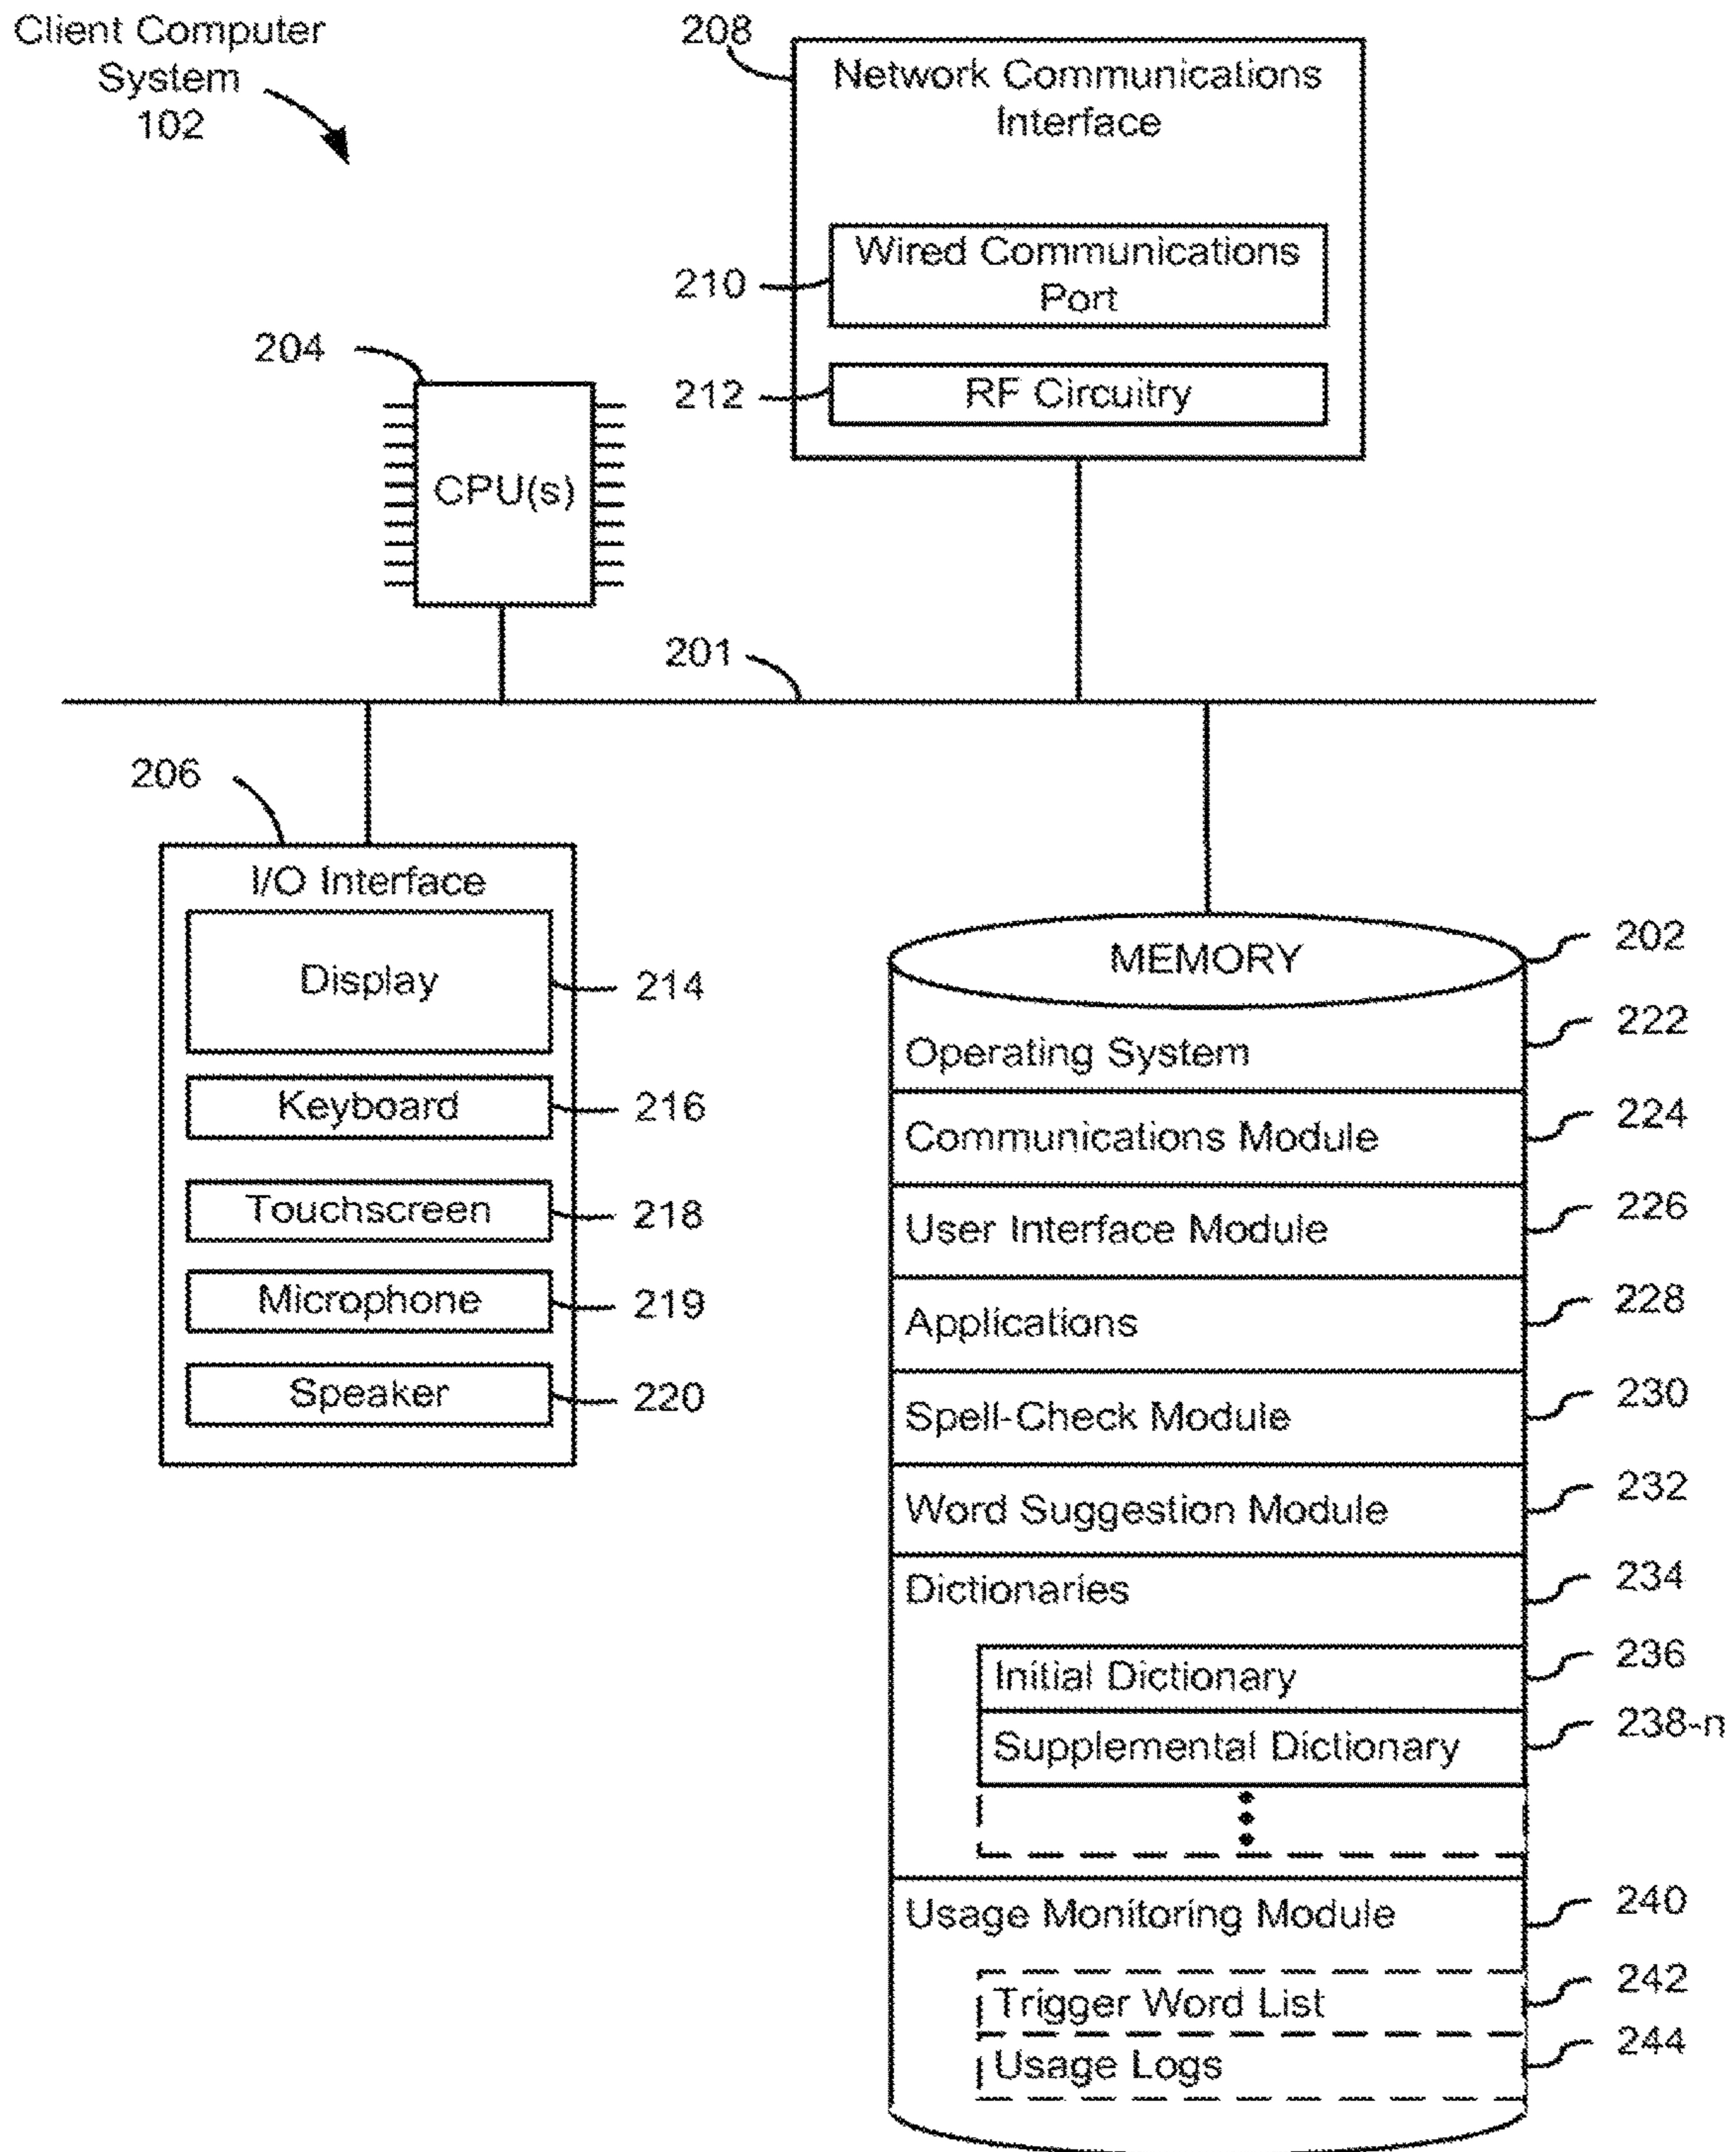 Client Computer
System
102
208
Network Communications
Interface
Wired Communications
Port
210
RF Circuitry
212
204
CPU(s)
201
206
I/O Interface
Display
214
Keyboard
216
Touchscreen
218
Microphone
219
Speaker
220
MEMORY
202
Operating System
222
Communications Module
224
User Interface Module
226
Applications
228
Spell-Check Module
230
Word Suggestion Module
232
Dictionaries
234
Initial Dictionary
236
Supplemental Dictionary
238-n
Usage Monitoring Module
240
Trigger Word List
242
Usage Logs
244